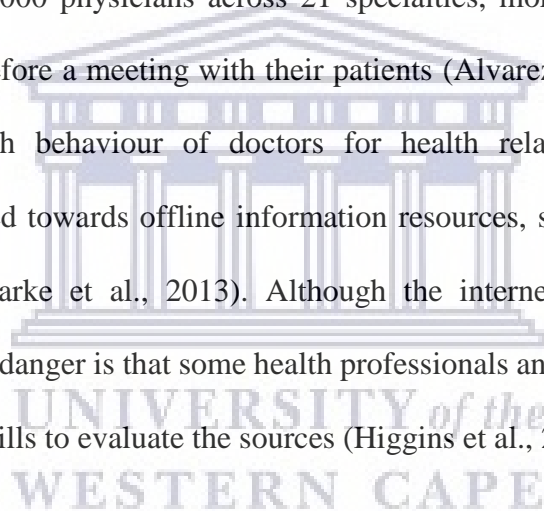 000 physicians across 21 specialties, mo
fore a meeting with their patients (Alvarez
h behaviour of doctors for health rela
d towards offline information resources, s
arke et al., 2013). Although the interne
danger is that some health professionals an
UNIVERSITY of the
ills to evaluate the sources (Higgins et al., 2
WESTERN CAPE